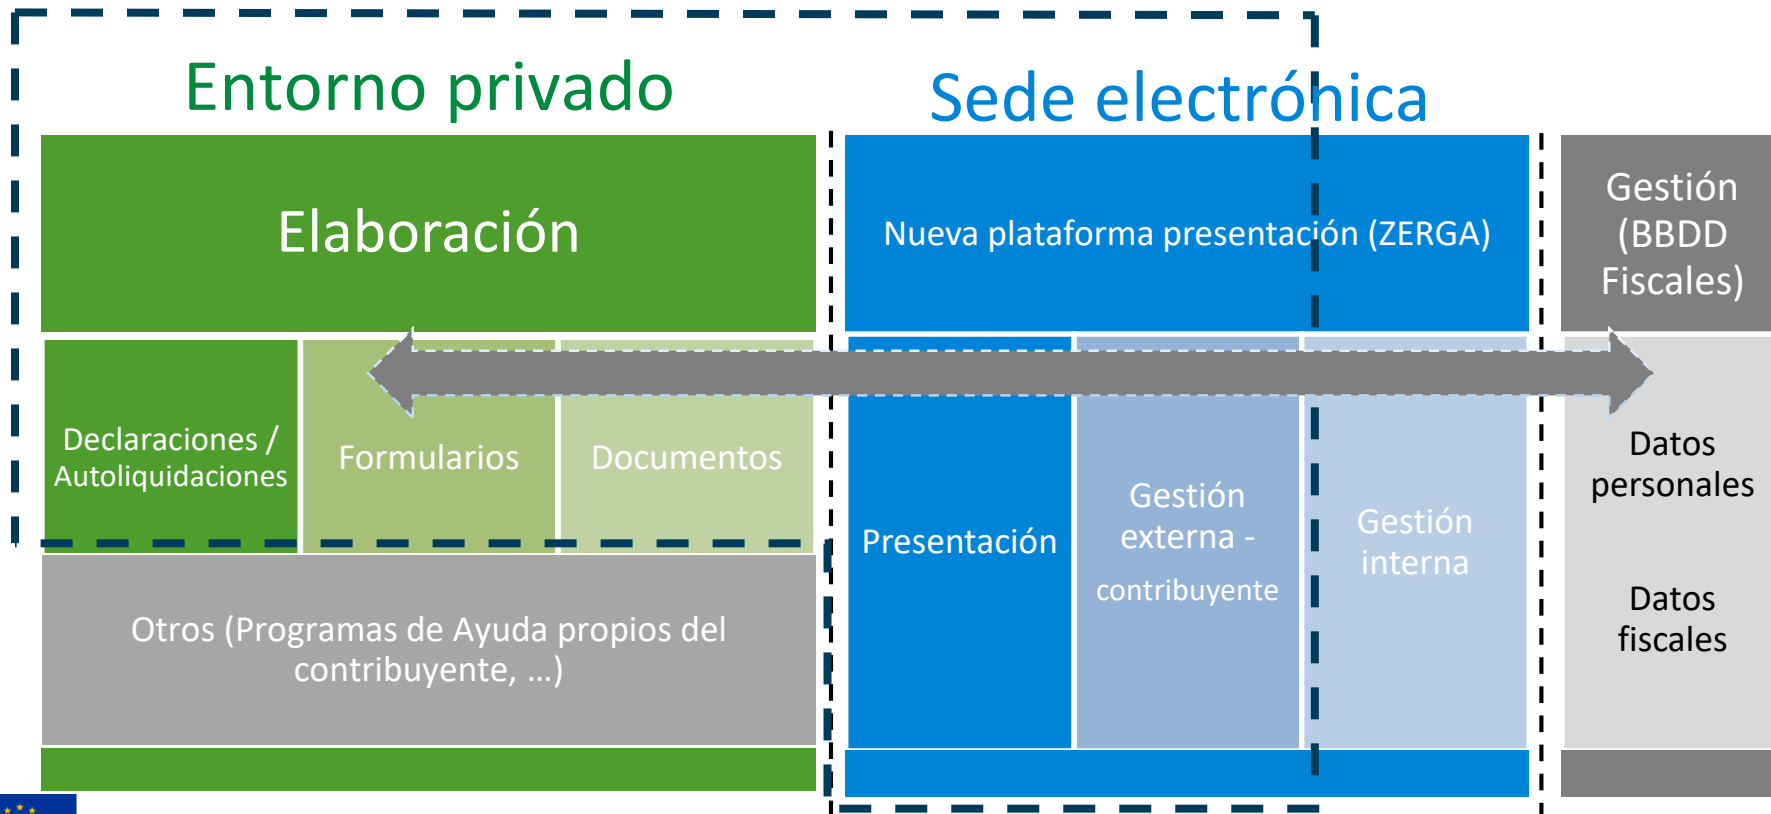 Entorno privado
Sede electrónica
Elaboración
Nueva plataforma presentación (ZERGA)
Gestión
(BBDD
Fiscales)
Declaraciones /
Autoliquidaciones
Formularios
Documentos
Otros (Programas de Ayuda propios del
contribuyente, …)
Presentación
Gestión
externa -
contribuyente
Gestión
interna
Datos
personales
Datos
fiscales